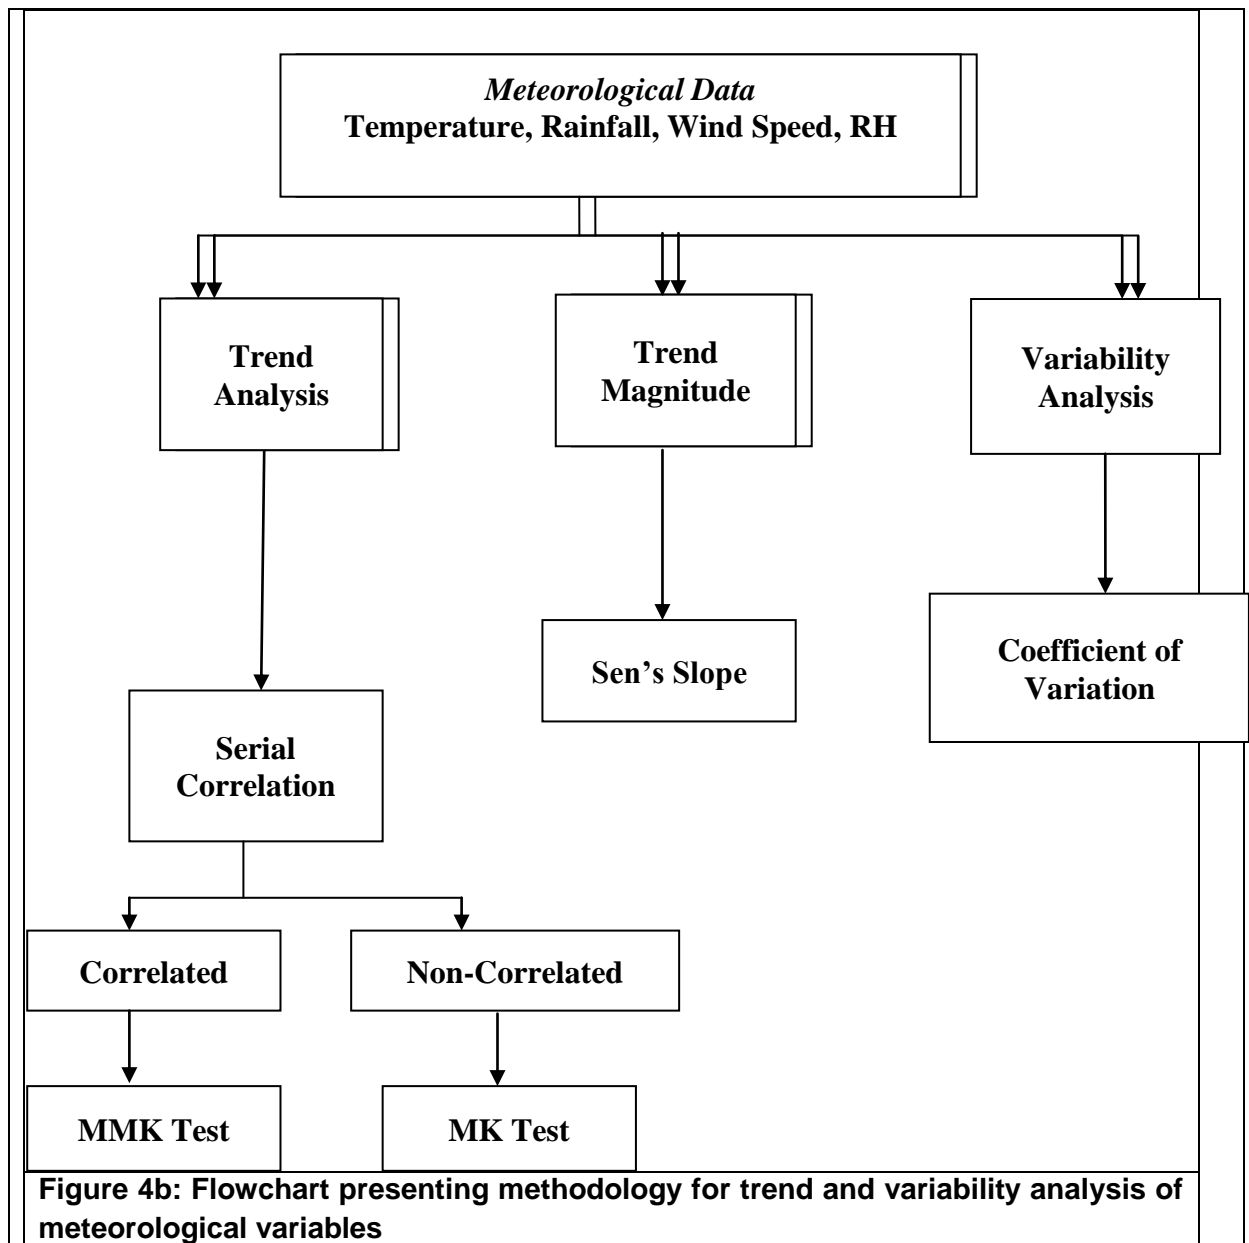 Meteorological Data
Temperature, Rainfall, Wind Speed, RH
Trend
Analysis
Trend
Magnitude
Variability
Analysis
Sen’s Slope
Coefficient of
Variation
Serial
Correlation
Correlated
Non-Correlated
MMK Test
MK Test
Figure 4b: Flowchart presenting methodology for trend and variability analysis of
meteorological variables